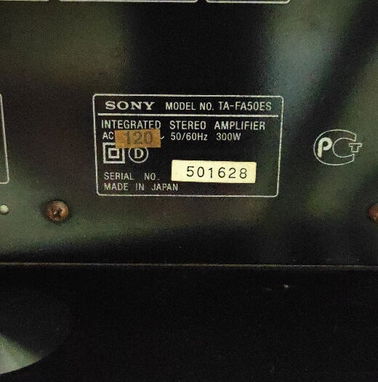 SONY MODEL NO. TA-FA50ES
INTEGRATED STEREO AMPLIFIER
AC 120 ~ 50/60Hz 300W
D
SERIAL NO. 501628
MADE IN JAPAN
PCT